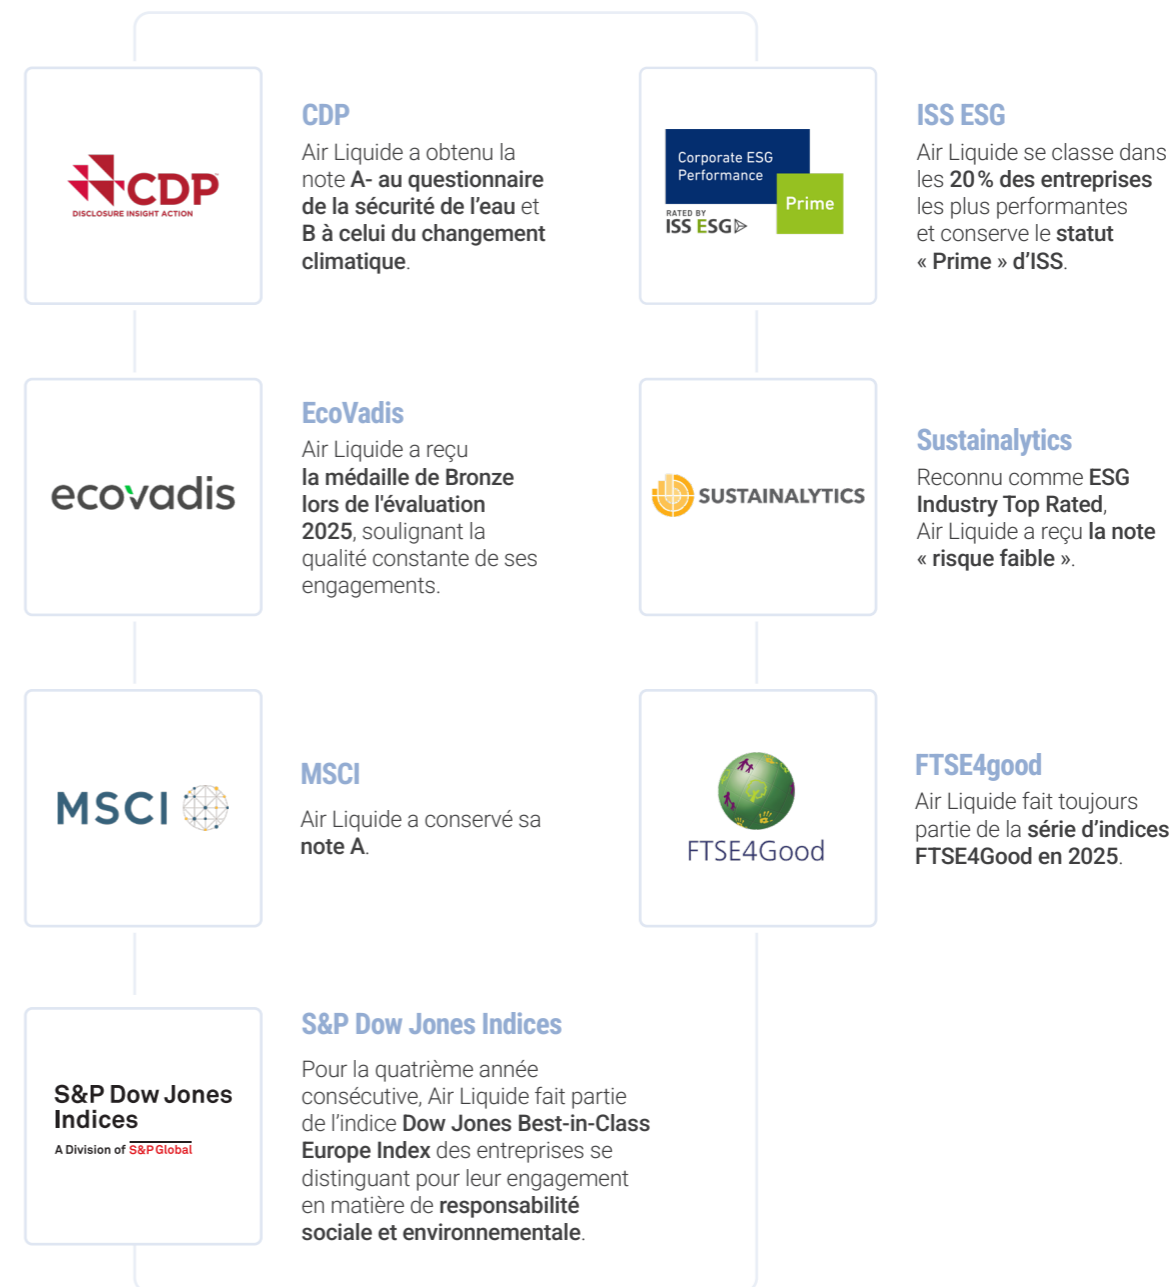 CDP
DISCLOSURE INSIGHT ACTION
CDP
Air Liquide a obtenu la
note A- au questionnaire
de la sécurité de l’eau et
B à celui du changement
climatique.
ecovadis
EcoVadis
Air Liquide a reçu
la médaille de Bronze
lors de l'évaluation
2025, soulignant la
qualité constante de ses
engagements.
MSCI
MSCI
Air Liquide a conservé sa
note A.
S&P Dow Jones
Indices
A Division of S&P Global
S&P Dow Jones Indices
Pour la quatrième année
consécutive, Air Liquide fait partie
de l’indice Dow Jones Best-in-Class
Europe Index des entreprises se
distinguant pour leur engagement
en matière de responsabilité
sociale et environnementale.
Corporate ESG
Performance
Prime
RATED BY
ISS ESG
ISS ESG
Air Liquide se classe dans
les 20 % des entreprises
les plus performantes
et conserve le statut
« Prime » d’ISS.
SUSTAINALYTICS
Sustainalytics
Reconnu comme ESG
Industry Top Rated,
Air Liquide a reçu la note
« risque faible ».
FTSE4Good
FTSE4good
Air Liquide fait toujours
partie de la série d’indices
FTSE4Good en 2025.